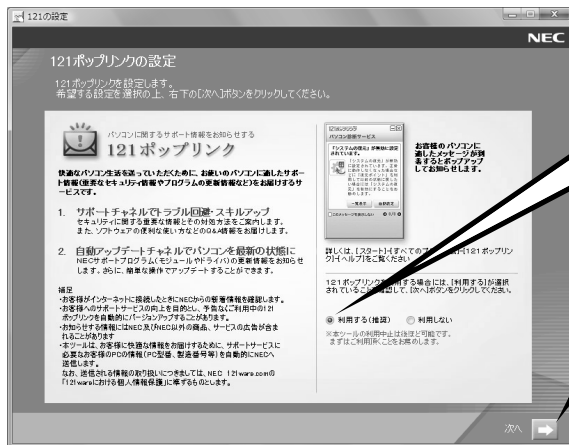 121の設定
NEC
121ポップリンクの設定
121ポップリンクを設定します。
希望する設定を選択の上、右下の[次へ]ボタンをクリックしてください。
パソコンに関するサポート情報をお知らせする
121ポップリンク
快適なパソコン生活を送っていただくために、お使いのパソコンに適したサポート情報(重要なセキュリティ情報やプログラムの更新情報など)をお届けするサービスです。
1. サポートチャネルでトラブル回避・スキルアップ
セキュリティに関する重要な情報とその対処方法をご案内します。
また、ソフトウェアの便利な使い方などのQ&A情報をお届けします。
2. 自動アップデートチャネルでパソコンを最新の状態に
NECサポートプログラム(モジュールやドライバ)の更新情報をお知らせします。さらに、簡単な操作でアップデートすることができます。
補足
・お客様がインターネットに接続したときにNECからの新着情報を確認します。
・お客様へのサポートサービスの向上を目的とし、予告なくご利用中の121ポップリンクを自動的にバージョンアップすることがあります。
・お知らせする情報にはNEC及びNEC以外の商品、サービスの広告が含まれることがあります
・本ツールは、お客様に快適な情報をお届けするため、サポートサービスに必要なお客様のPCの情報(PC型番、製造番号等)を自動的にNECへ送信します。
なお、送信される情報の取り扱いにつきましては、NEC 121ware.comの「121wareにおける個人情報保護」に準ずるものとします。
パソコン診断サービス
「システムの復元」が無効に設定されています。
お客様のパソコンに適したメッセージが到着するとポップアップしてお知らせします。
詳しくは、[スタート]-[すべてのプ]-[121ポップリンク]-[ヘルプ]をご覧ください。
121ポップリンクを利用する場合には、[利用する]が選択されていることを確認して、[次へ]ボタンをクリックしてください。
利用する(推奨) 利用しない
※本ツールの利用中止は後ほど可能です。
まずはご利用頂くことをお薦めします。
次へ